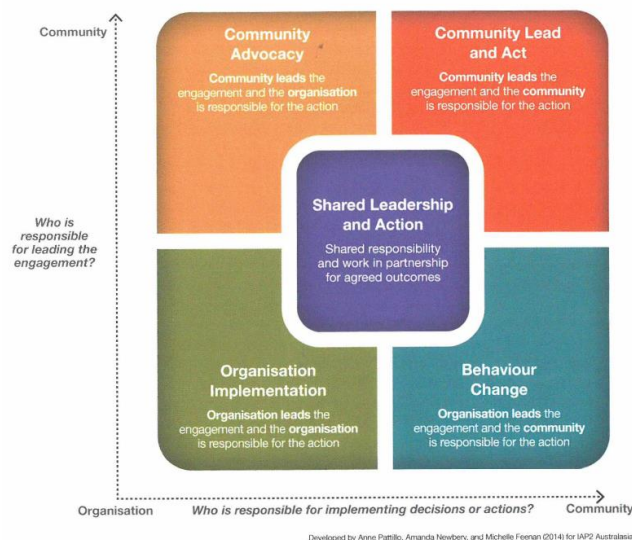 Community
Community
Advocacy
Community leads the
engagement and the organisation
is responsible for the action
Community Lead
and Act
Community leads the
engagement and the community
is responsible for the action
Who is
responsible
for leading the
engagement?
Shared Leadership
and Action
Shared responsibility
and work in partnership
for agreed outcomes
Organisation
Implementation
Organisation leads the
engagement and the organisation
is responsible for the action
Behaviour
Change
Organisation leads the
engagement and the community
is responsible for the action
Organisation
Who is responsible for implementing decisions or actions?
Community
Developed by Anne Pattillo, Amanda Newbery, and Michelle Feenan (2014) for IAP2 Australasia